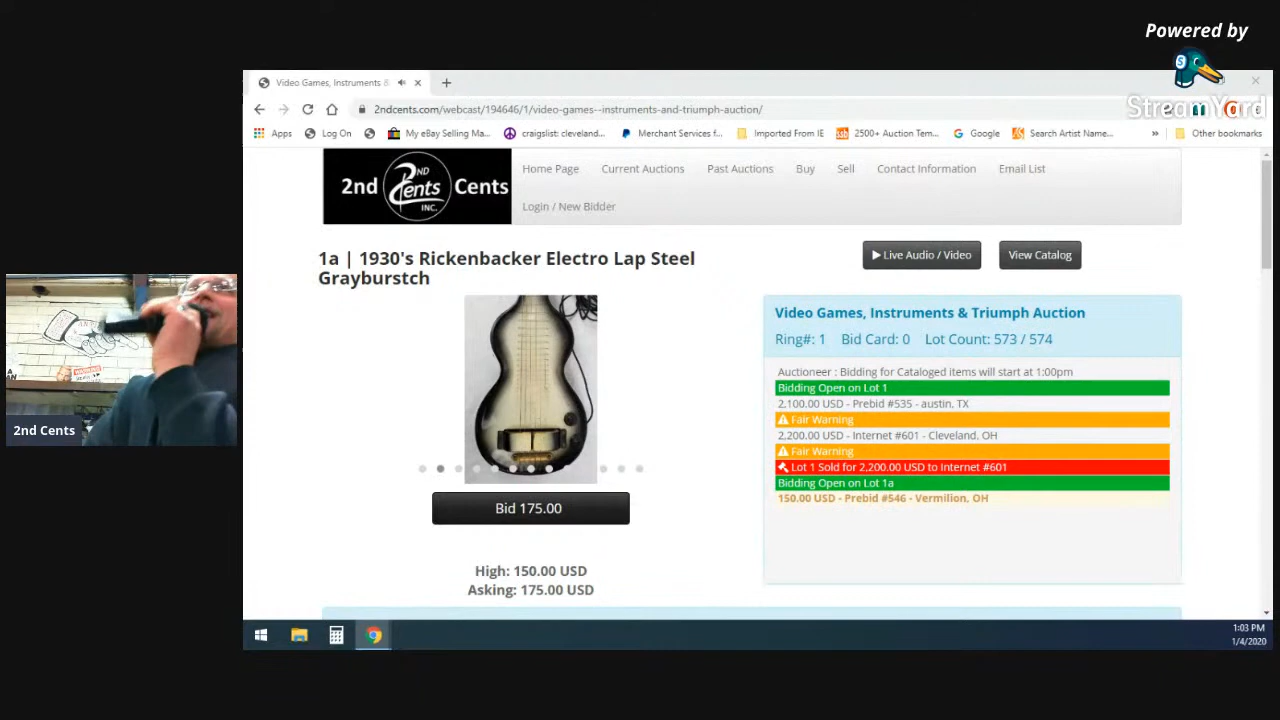 Powered by
StreamYard
Video Games, Instruments &
2ndcents.com/webcast/194646/1/video-games--instruments-and-triumph-auction/
Apps Log On My eBay Selling Ma... craigslist: cleveland... Merchant Services f... Imported From IE 2500+ Auction Tem... Google Search Artist Name... » Other bookmarks
2nd 2ND Cents INC. Cents
Home Page Current Auctions Past Auctions Buy Sell Contact Information Email List
Login / New Bidder
1a | 1930's Rickenbacker Electro Lap Steel
Grayburstch
Live Audio / Video View Catalog
Video Games, Instruments & Triumph Auction
Ring#: 1 Bid Card: 0 Lot Count: 573 / 574
Auctioneer : Bidding for Cataloged items will start at 1:00pm
Bidding Open on Lot 1
2,100.00 USD - Prebid #535 - austin, TX
Fair Warning
2,200.00 USD - Internet #601 - Cleveland, OH
Fair Warning
Lot 1 Sold for 2,200.00 USD to Internet #601
Bidding Open on Lot 1a
150.00 USD - Prebid #546 - Vermilion, OH
Bid 175.00
High: 150.00 USD
Asking: 175.00 USD
2nd Cents
1:03 PM
1/4/2020